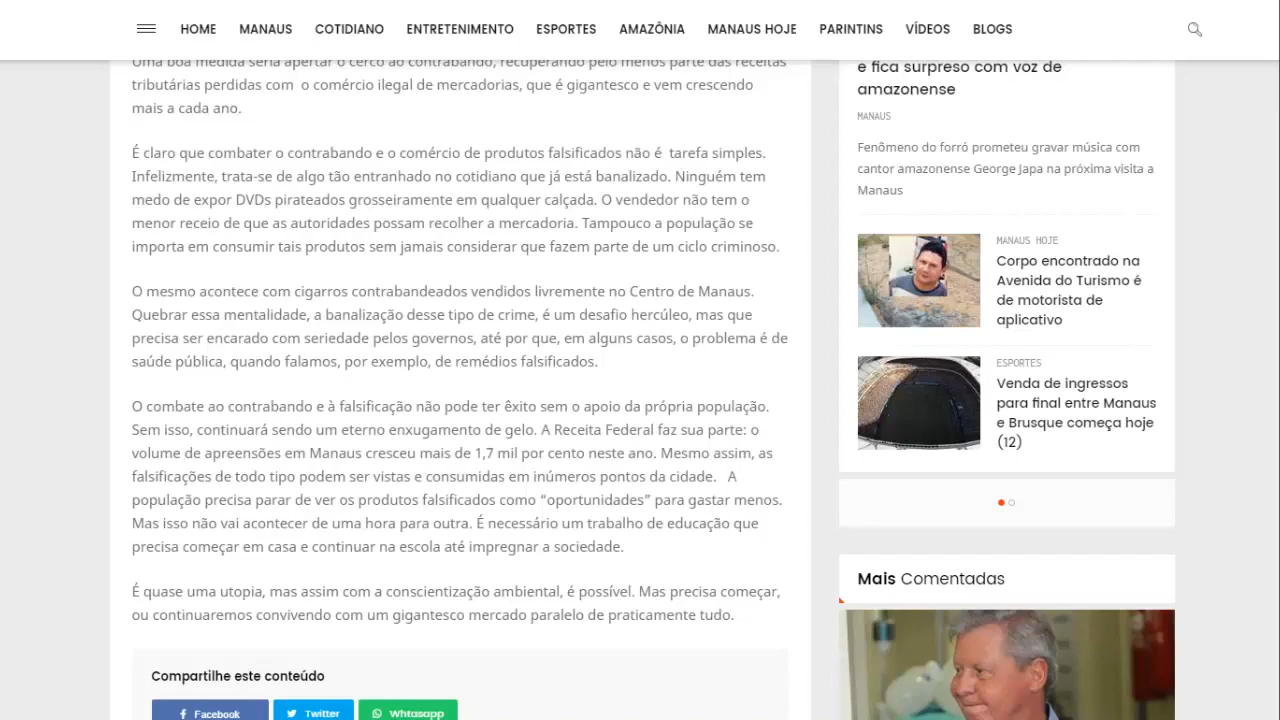 HOME MANAUS COTIDIANO ENTRETENIMENTO ESPORTES AMAZÔNIA MANAUS HOJE PARINTINS VÍDEOS BLOGS
Uma boa medida seria apertar o cerco ao contrabando, recuperando pelo menos parte das receitas
tributárias perdidas com o comércio ilegal de mercadorias, que é gigantesco e vem crescendo
mais a cada ano.
É claro que combater o contrabando e o comércio de produtos falsificados não é tarefa simples.
Infelizmente, trata-se de algo tão entranhado no cotidiano que já está banalizado. Ninguém tem
medo de expor DVDs pirateados grosseiramente em qualquer calçada. O vendedor não tem o
menor receio de que as autoridades possam recolher a mercadoria. Tampouco a população se
importa em consumir tais produtos sem jamais considerar que fazem parte de um ciclo criminoso.
O mesmo acontece com cigarros contrabandeados vendidos livremente no Centro de Manaus.
Quebrar essa mentalidade, a banalização desse tipo de crime, é um desafio hercúleo, mas que
precisa ser encarado com seriedade pelos governos, até por que, em alguns casos, o problema é de
saúde pública, quando falamos, por exemplo, de remédios falsificados.
O combate ao contrabando e à falsificação não pode ter êxito sem o apoio da própria população.
Sem isso, continuará sendo um eterno enxugamento de gelo. A Receita Federal faz sua parte: o
volume de apreensões em Manaus cresceu mais de 1,7 mil por cento neste ano. Mesmo assim, as
falsificações de todo tipo podem ser vistas e consumidas em inúmeros pontos da cidade. A
população precisa parar de ver os produtos falsificados como “oportunidades” para gastar menos.
Mas isso não vai acontecer de uma hora para outra. É necessário um trabalho de educação que
precisa começar em casa e continuar na escola até impregnar a sociedade.
É quase uma utopia, mas assim com a conscientização ambiental, é possível. Mas precisa começar,
ou continuaremos convivendo com um gigantesco mercado paralelo de praticamente tudo.
Compartilhe este conteúdo
Facebook Twitter Whtasapp
e fica surpreso com voz de
amazonense
MANAUS
Fenômeno do forró prometeu gravar música com
cantor amazonense George Japa na próxima visita a
Manaus
MANAUS HOJE
Corpo encontrado na
Avenida do Turismo é
de motorista de
aplicativo
ESPORTES
Venda de ingressos
para final entre Manaus
e Brusque começa hoje
(12)
Mais Comentadas